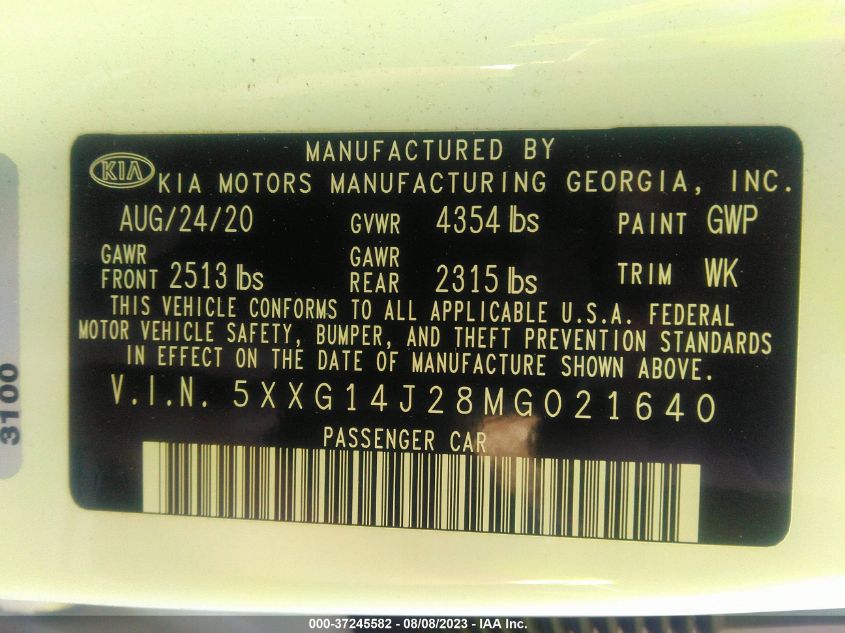 MANUFACTURED BY
KIA KIA MOTORS MANUFACTURING GEORGIA, INC.
AUG/24/20 GVWR 4354 lbs PAINT GWP
GAWR FRONT 2513 lbs GAWR REAR 2315 lbs TRIM WK
THIS VEHICLE CONFORMS TO ALL APPLICABLE U.S.A. FEDERAL
MOTOR VEHICLE SAFETY, BUMPER, AND THEFT PREVENTION STANDARDS
IN EFFECT ON THE DATE OF MANUFACTURE SHOWN ABOVE.
V.I.N. 5XXG14J28MG021640
PASSENGER CAR
3100
000-37245582 - 08/08/2023 - IAA Inc.